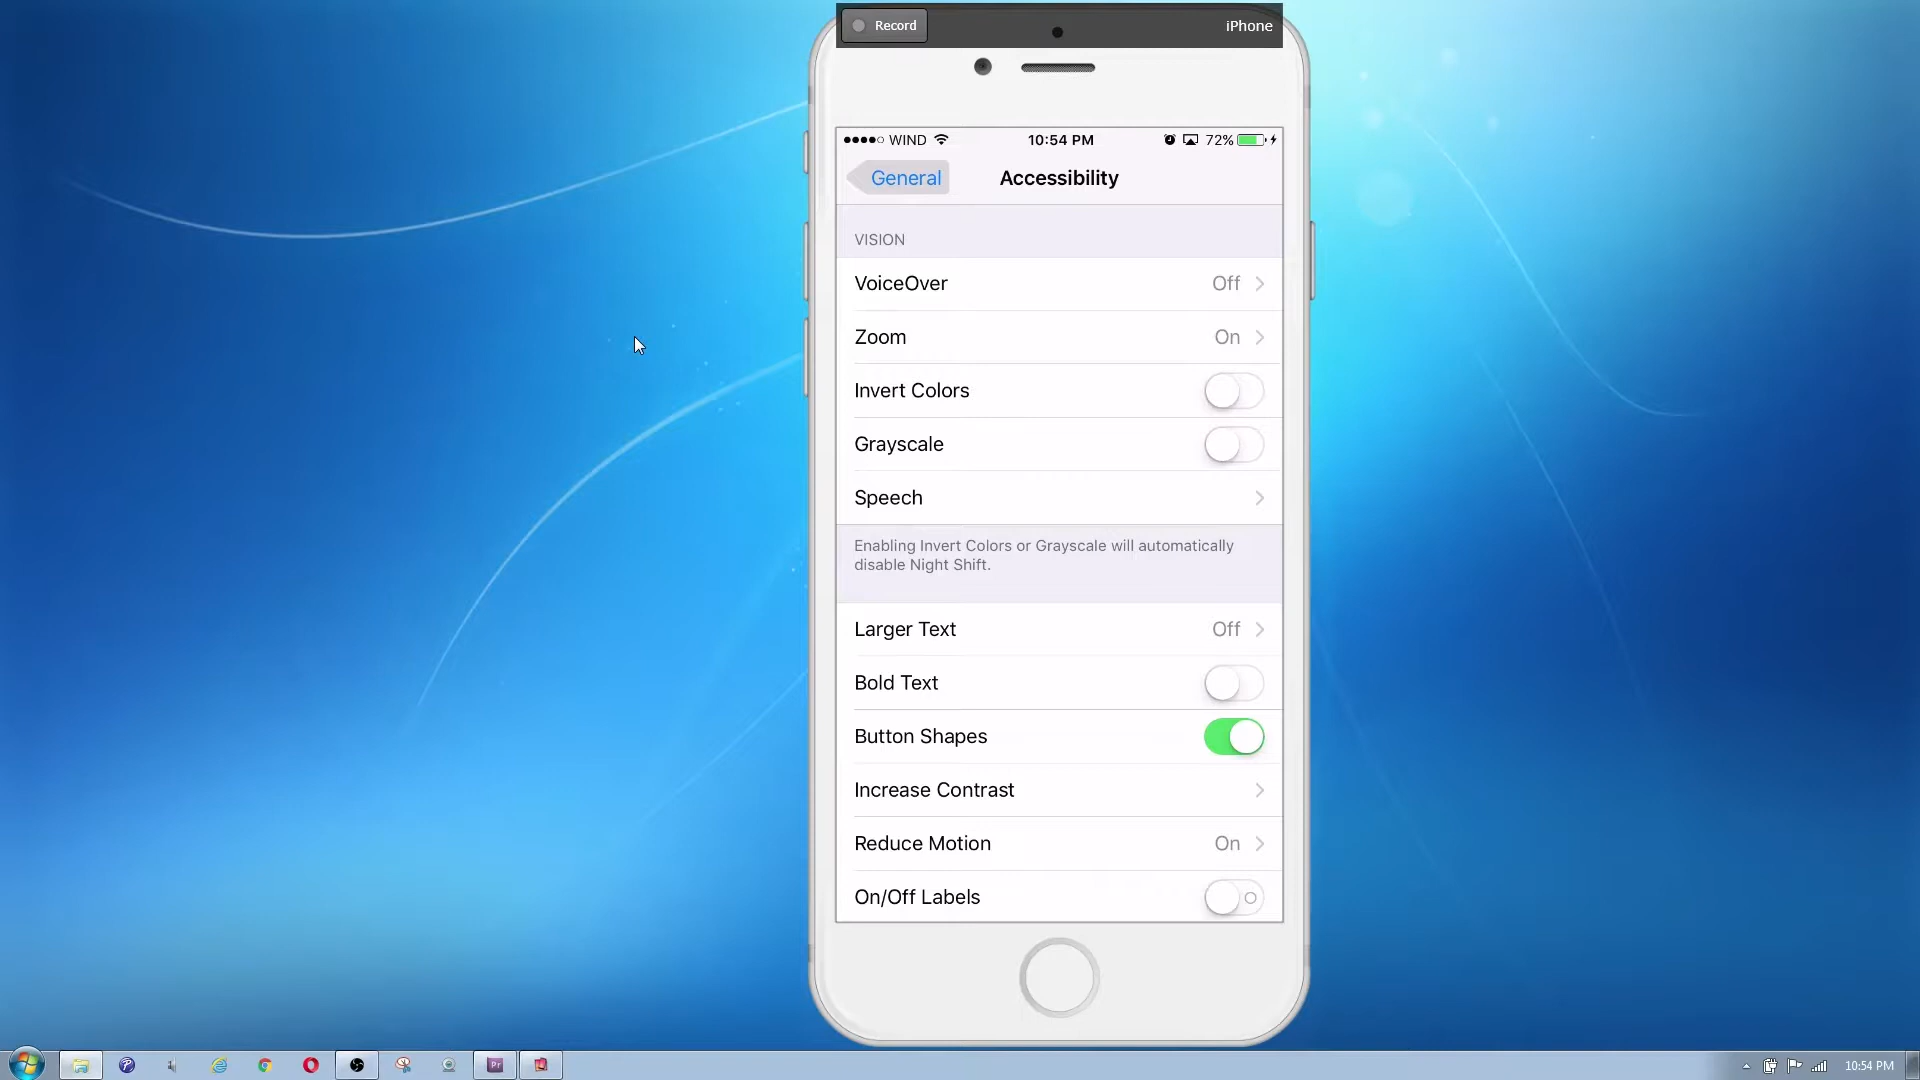 Record
iPhone
WIND
10:54 PM
72%
General
Accessibility
VISION
VoiceOver Off
Zoom On
Invert Colors
Grayscale
Speech
Enabling Invert Colors or Grayscale will automatically
disable Night Shift.
Larger Text Off
Bold Text
Button Shapes
Increase Contrast
Reduce Motion On
On/Off Labels
Pr
10:54 PM